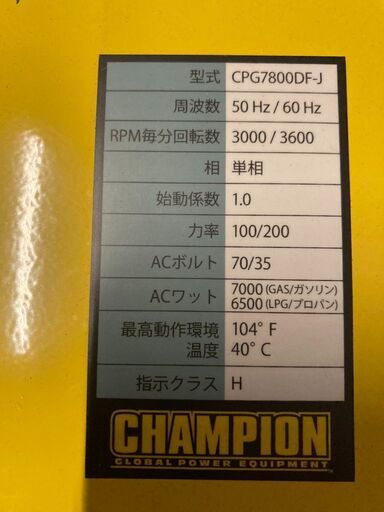 型式 CPG7800DF-J
周波数 50 Hz / 60 Hz
RPM毎分回転数 3000 / 3600
相 単相
始動係数 1.0
力率 100/200
ACボルト 70/35
ACワット 7000 (GAS/ガソリン)
6500 (LPG/プロパン)
最高動作環境 104° F
温度 40° C
指示クラス H
CHAMPION
GLOBAL POWER EQUIPMENT